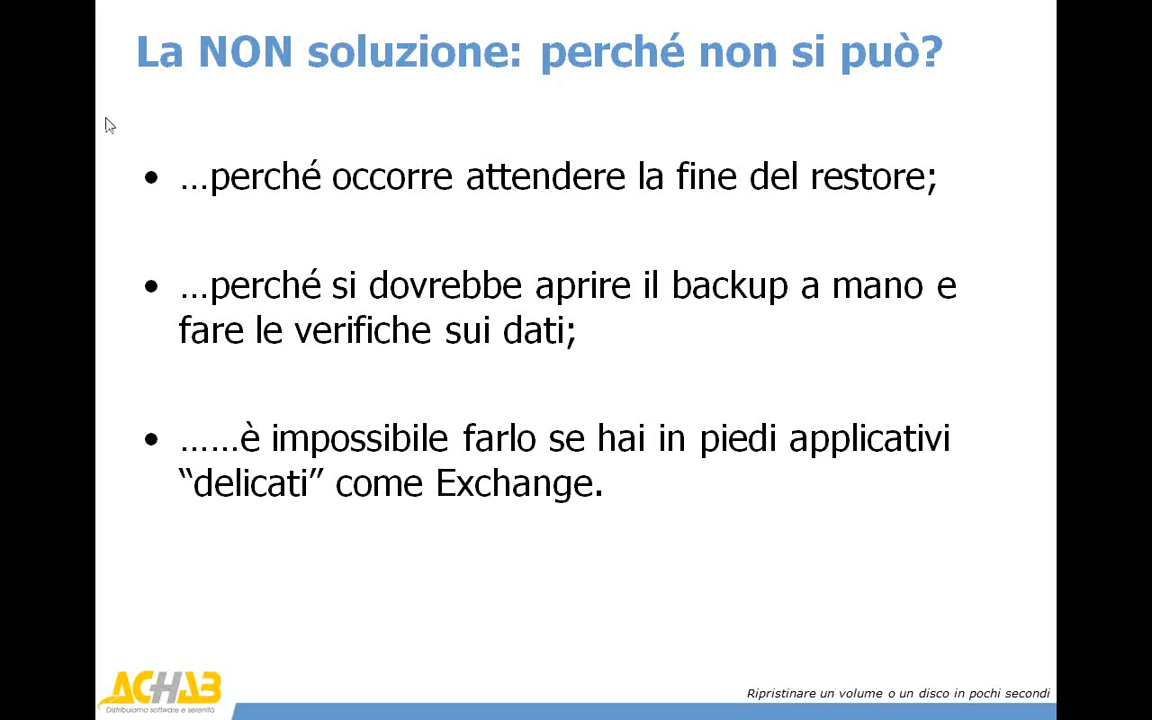 La NON soluzione: perché non si può?
• …perché occorre attendere la fine del restore;
• …perché si dovrebbe aprire il backup a mano e
fare le verifiche sui dati;
• ……è impossibile farlo se hai in piedi applicativi
“delicati” come Exchange.
ACHAB
Distribuiamo software e serenità
Ripristinare un volume o un disco in pochi secondi